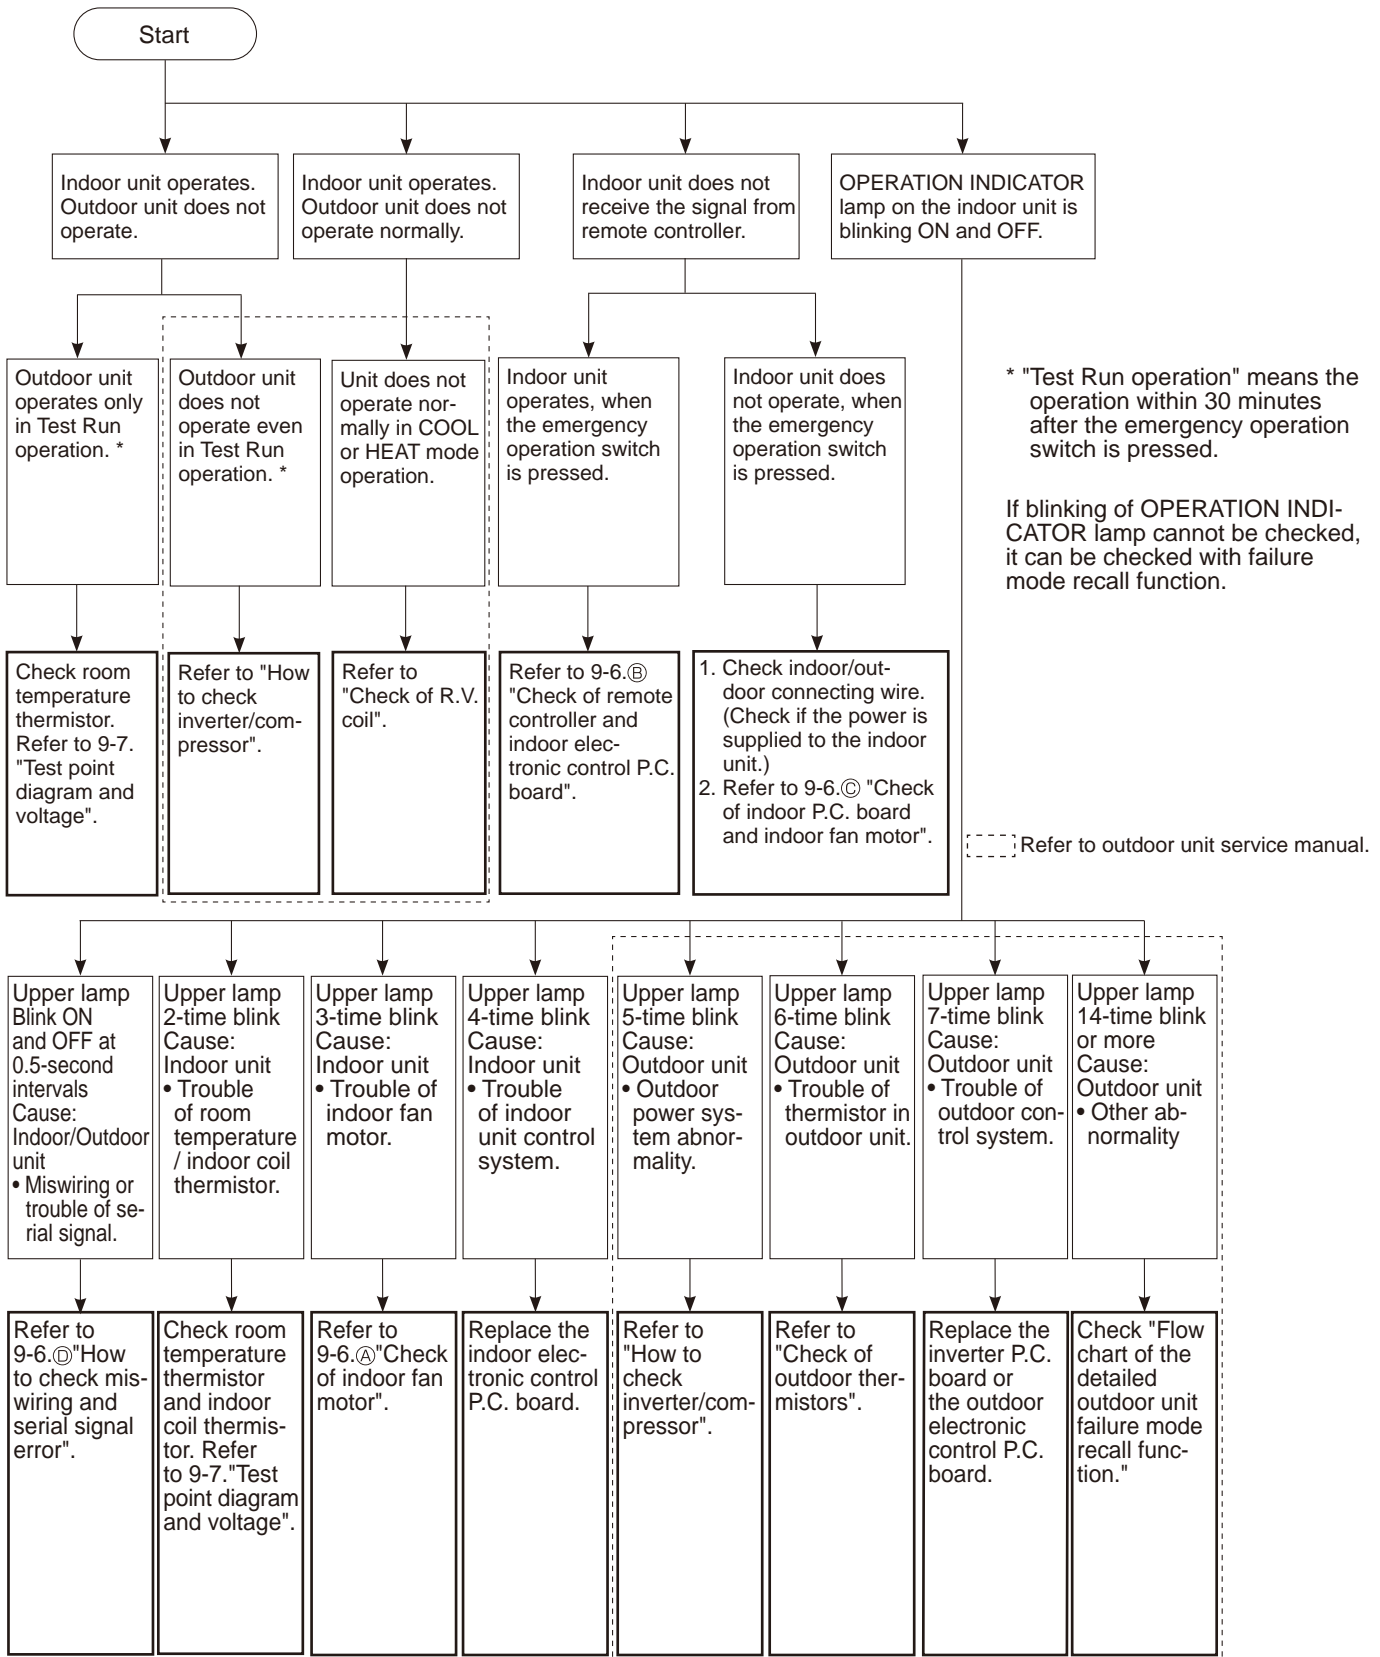 Start
Indoor unit operates.
Outdoor unit does not
operate.
Indoor unit operates.
Outdoor unit does not
operate normally.
Indoor unit does not
receive the signal from
remote controller.
OPERATION INDICATOR
lamp on the indoor unit is
blinking ON and OFF.
Outdoor unit
operates only
in Test Run
operation. *
Outdoor unit
does not
operate even
in Test Run
operation. *
Unit does not
operate nor-
mally in COOL
or HEAT mode
operation.
Indoor unit
operates, when
the emergency
operation switch
is pressed.
Indoor unit does
not operate, when
the emergency
operation switch
is pressed.
* "Test Run operation" means the
operation within 30 minutes
after the emergency operation
switch is pressed.
If blinking of OPERATION INDI-
CATOR lamp cannot be checked,
it can be checked with failure
mode recall function.
Check room
temperature
thermistor.
Refer to 9-7.
"Test point
diagram and
voltage".
Refer to "How
to check
inverter/com-
pressor".
Refer to
"Check of R.V.
coil".
Refer to 9-6.Ⓑ
"Check of remote
controller and
indoor elec-
tronic control P.C.
board".
1. Check indoor/out-
door connecting wire.
(Check if the power is
supplied to the indoor
unit.)
2. Refer to 9-6.Ⓒ "Check
of indoor P.C. board
and indoor fan motor".
Refer to outdoor unit service manual.
Upper lamp
Blink ON
and OFF at
0.5-second
intervals
Cause:
Indoor/Outdoor
unit
• Miswiring or
trouble of se-
rial signal.
Upper lamp
2-time blink
Cause:
Indoor unit
• Trouble
of room
temperature
/ indoor coil
thermistor.
Upper lamp
3-time blink
Cause:
Indoor unit
• Trouble of
indoor fan
motor.
Upper lamp
4-time blink
Cause:
Indoor unit
• Trouble
of indoor
unit control
system.
Upper lamp
5-time blink
Cause:
Outdoor unit
• Outdoor
power sys-
tem abnor-
mality.
Upper lamp
6-time blink
Cause:
Outdoor unit
• Trouble of
thermistor in
outdoor unit.
Upper lamp
7-time blink
Cause:
Outdoor unit
• Trouble of
outdoor con-
trol system.
Upper lamp
14-time blink
or more
Cause:
Outdoor unit
• Other ab-
normality
Refer to
9-6.Ⓓ"How
to check mis-
wiring and
serial signal
error".
Check room
temperature
thermistor
and indoor
coil thermis-
tor. Refer
to 9-7."Test
point diagram
and voltage".
Refer to
9-6.Ⓐ"Check
of indoor fan
motor".
Replace the
indoor elec-
tronic control
P.C. board.
Refer to
"How to
check
inverter/com-
pressor".
Refer to
"Check of
outdoor ther-
mistors".
Replace the
inverter P.C.
board or
the outdoor
electronic
control P.C.
board.
Check "Flow
chart of the
detailed
outdoor unit
failure mode
recall func-
tion."